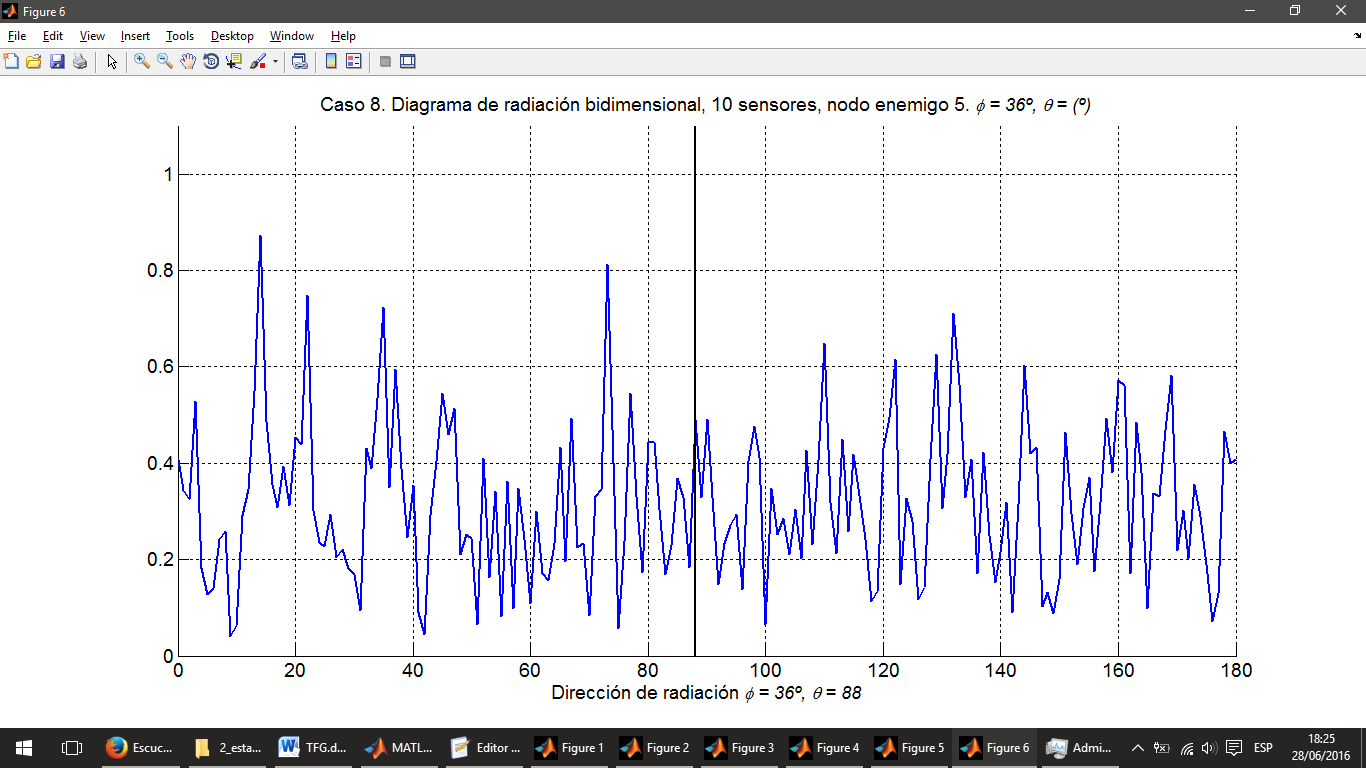 Figure 6
File Edit View Insert Tools Desktop Window Help
Caso 8. Diagrama de radiación bidimensional, 10 sensores, nodo enemigo 5. ϕ = 36º, θ = (º)
1
0.8
0.6
0.4
0.2
0
0 20 40 60 80 100 120 140 160 180
Dirección de radiación ϕ = 36º, θ = 88
Escuc... 2_esta... TFG.d... MATL... Editor ... Figure 1 Figure 2 Figure 3 Figure 4 Figure 5 Figure 6 Admi... ESP
18:25
28/06/2016